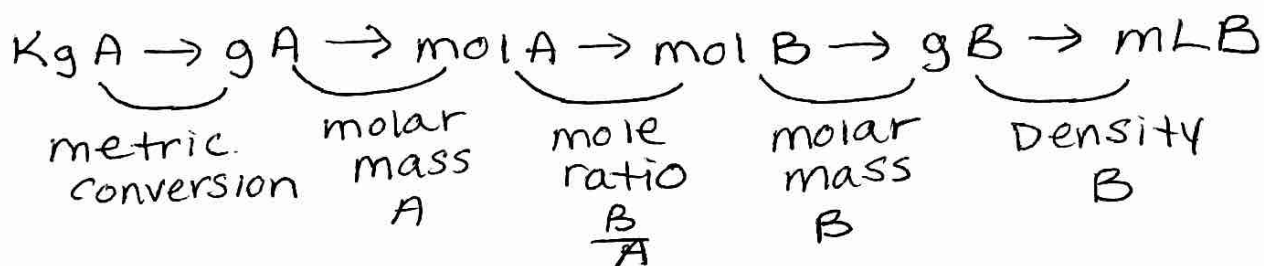 Kg A → g A → mol A → mol B → g B → mL B
metric. conversion
molar mass A
mole ratio B/A
molar mass B
Density B